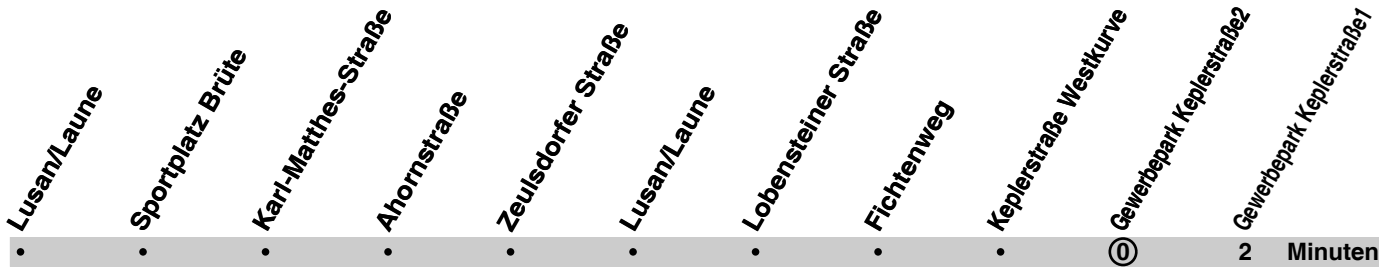 Lusan/Laune
Sportplatz Brüte
Karl-Matthes-Straße
Ahornstraße
Zeulsdorfer Straße
Lusan/Laune
Lobensteiner Straße
Fichtenweg
Keplerstraße Westkurve
Gewerbepark Keplerstraße2
Gewerbepark Keplerstraße1
• • • • • • • • • 0 2 Minuten